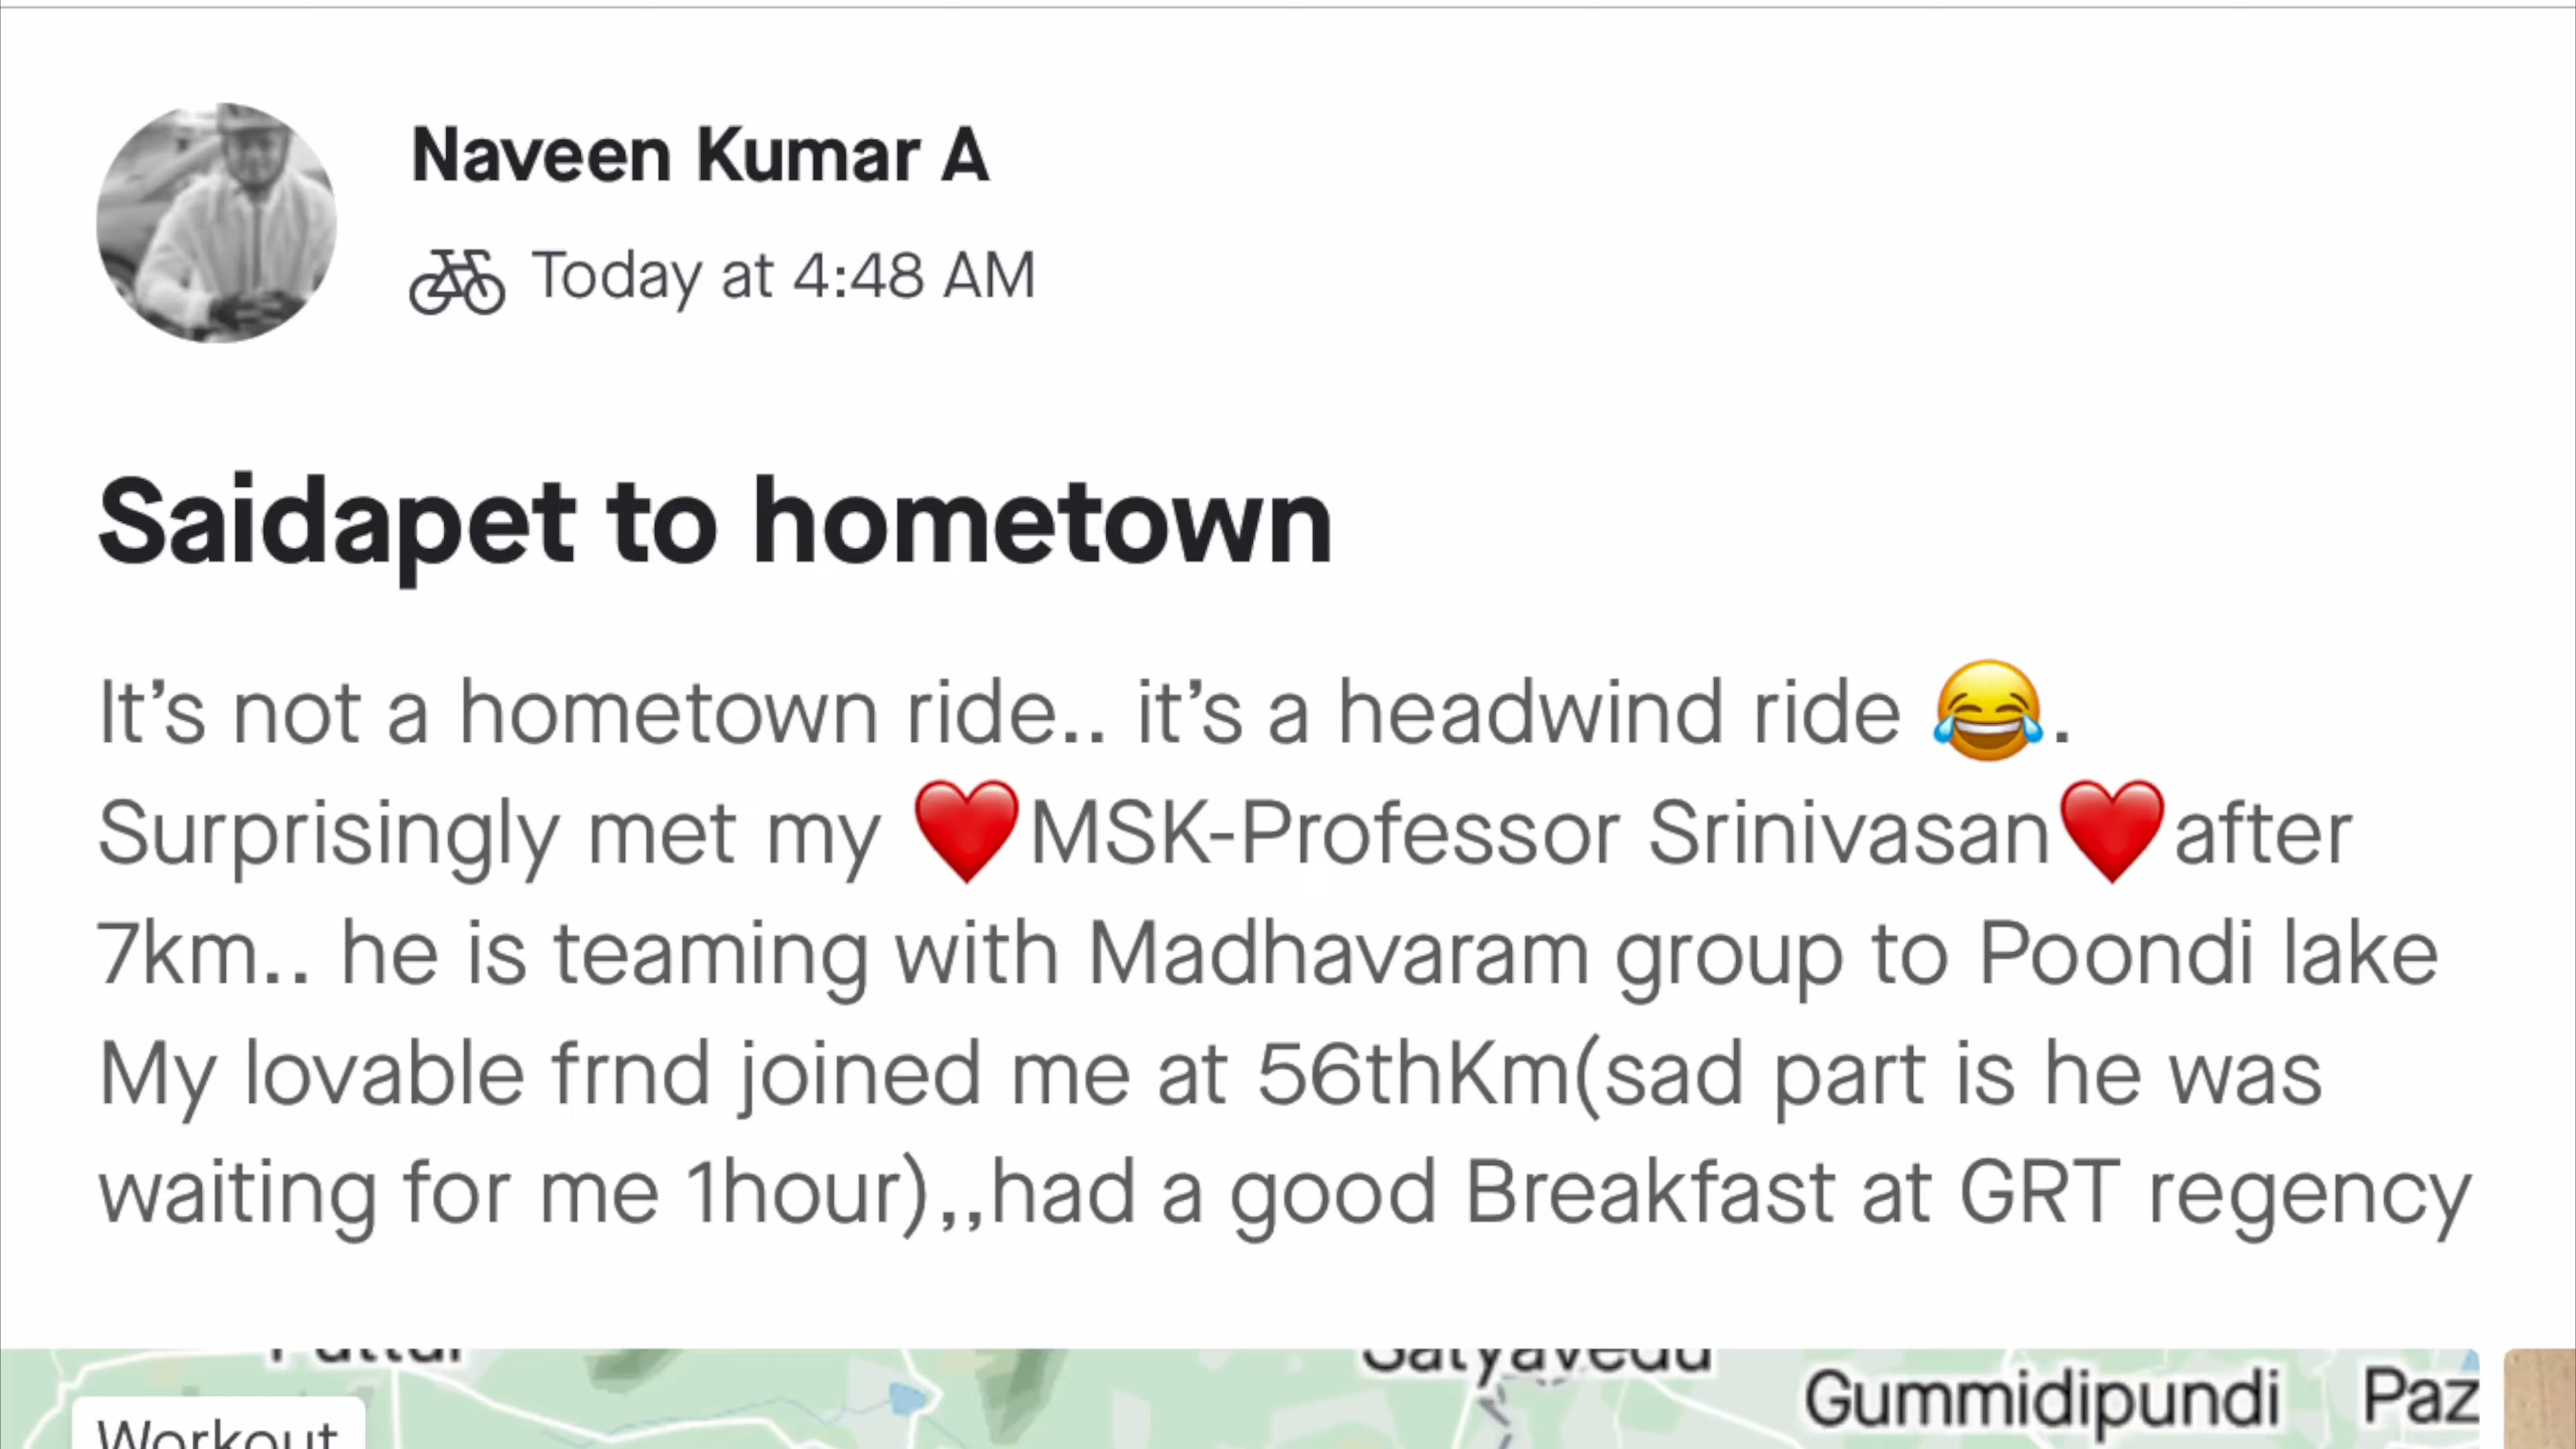 Naveen Kumar A
Today at 4:48 AM
Saidapet to hometown
It's not a hometown ride.. it's a headwind ride 😂.
Surprisingly met my ❤️MSK-Professor Srinivasan❤️after
7km.. he is teaming with Madhavaram group to Poondi lake
My lovable frnd joined me at 56thKm(sad part is he was
waiting for me 1hour),,had a good Breakfast at GRT regency
Satyavedu
Gummidipundi
Paz
Workout